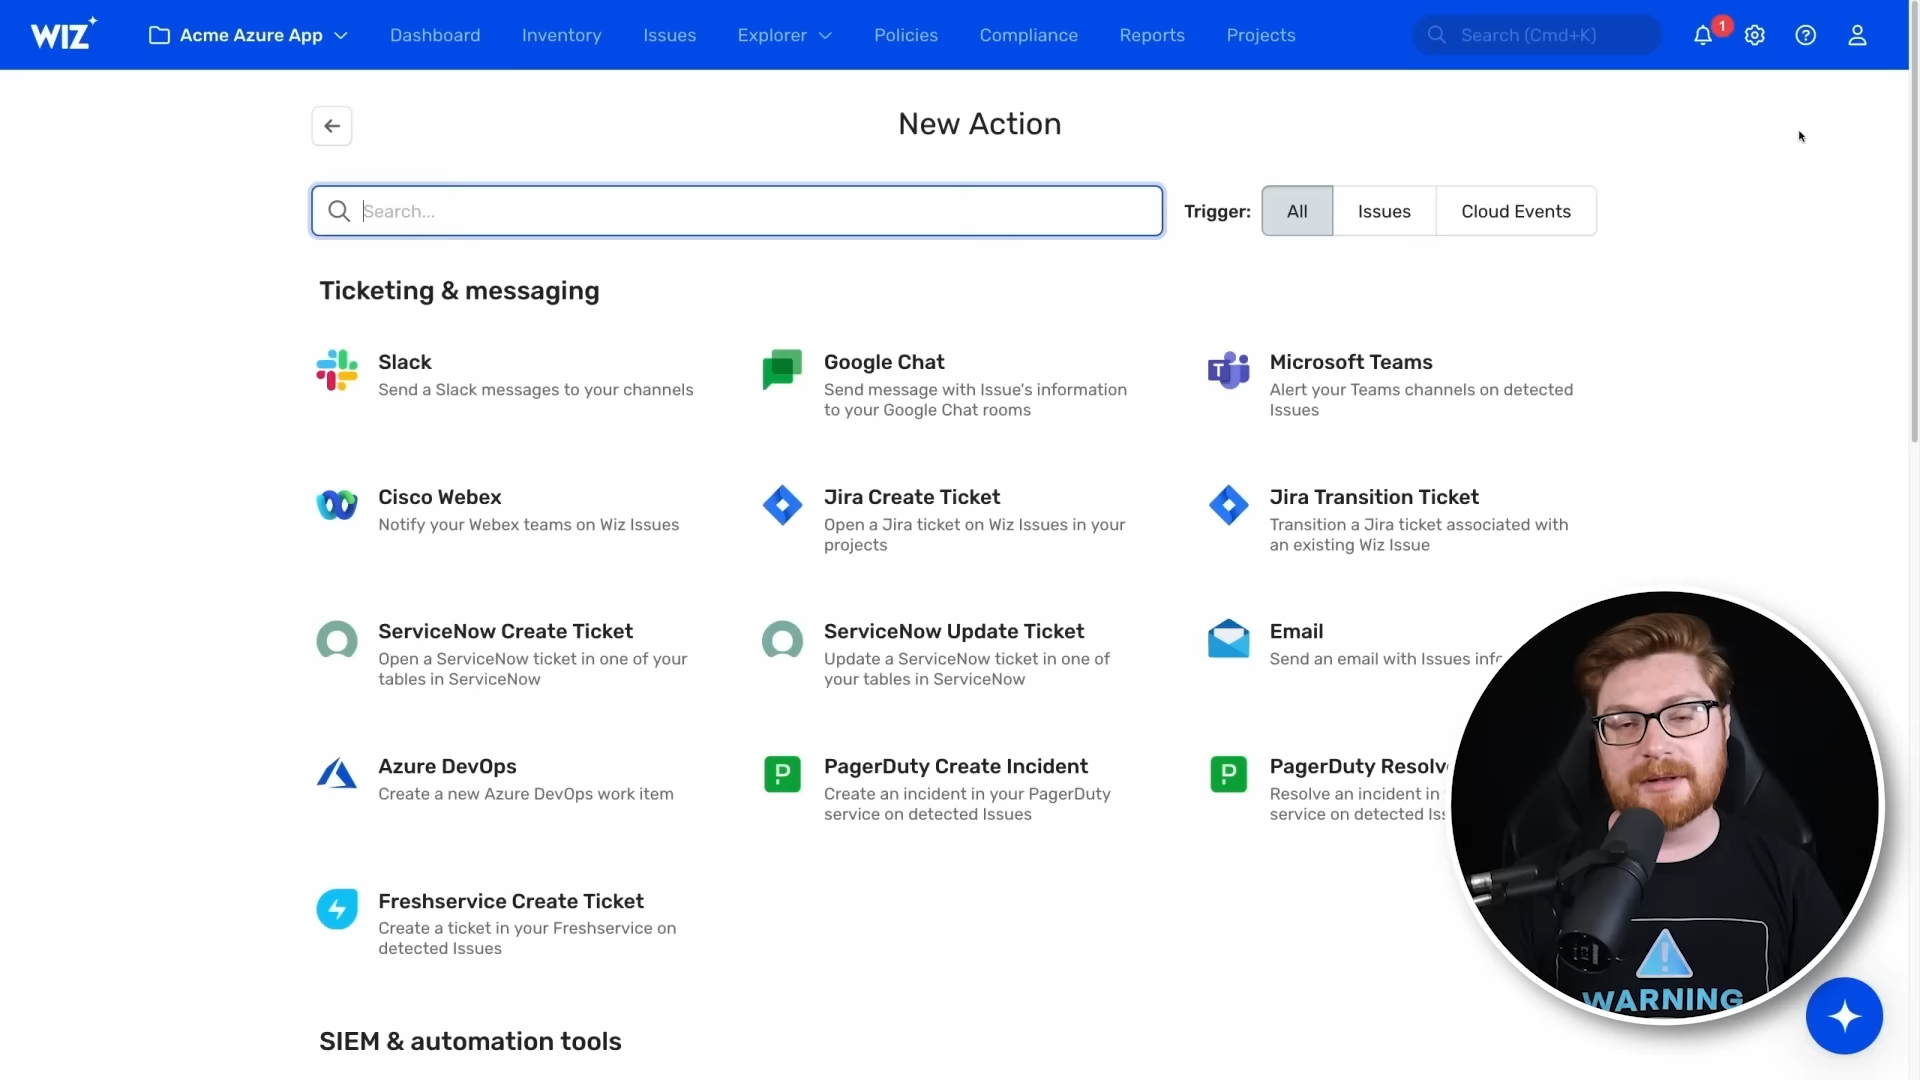 WIZ
Acme Azure App
Dashboard
Inventory
Issues
Explorer
Policies
Compliance
Reports
Projects
Search (Cmd+K)
1
New Action
Search...
Trigger:
All
Issues
Cloud Events
Ticketing & messaging
Slack
Send a Slack messages to your channels
Google Chat
Send message with Issue's information
to your Google Chat rooms
Microsoft Teams
Alert your Teams channels on detected
Issues
Cisco Webex
Notify your Webex teams on Wiz Issues
Jira Create Ticket
Open a Jira ticket on Wiz Issues in your
projects
Jira Transition Ticket
Transition a Jira ticket associated with
an existing Wiz Issue
ServiceNow Create Ticket
Open a ServiceNow ticket in one of your
tables in ServiceNow
ServiceNow Update Ticket
Update a ServiceNow ticket in one of
your tables in ServiceNow
Email
Send an email with Issues
Azure DevOps
Create a new Azure DevOps work item
PagerDuty Create Incident
Create an incident in your PagerDuty
service on detected Issues
PagerDuty
Resolve an incident in
service on detected
Freshservice Create Ticket
Create a ticket in your Freshservice on
detected Issues
WARNING
SIEM & automation tools